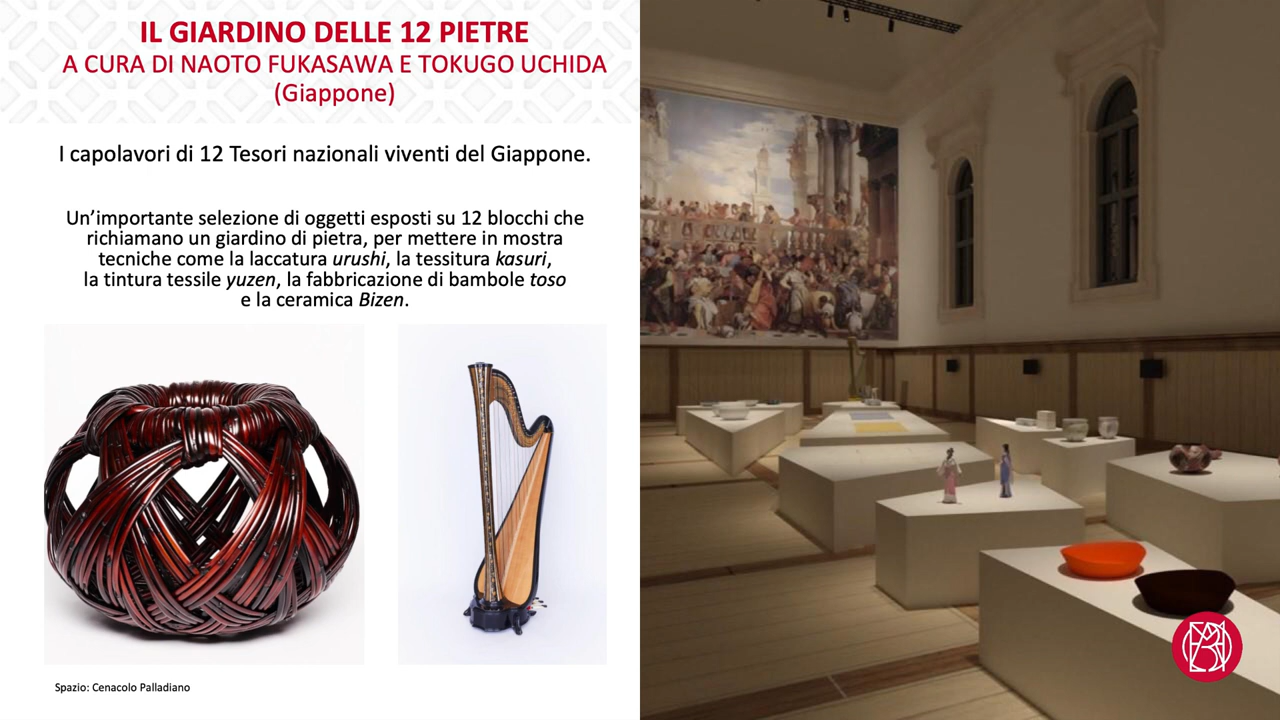 IL GIARDINO DELLE 12 PIETRE
A CURA DI NAOTO FUKASAWA E TOKUGO UCHIDA
(Giappone)
I capolavori di 12 Tesori nazionali viventi del Giappone.
Un’importante selezione di oggetti esposti su 12 blocchi che
richiamano un giardino di pietra, per mettere in mostra
tecniche come la laccatura urushi, la tessitura kasuri,
la tintura tessile yuzen, la fabbricazione di bambole toso
e la ceramica Bizen.
Spazio: Cenacolo Palladiano